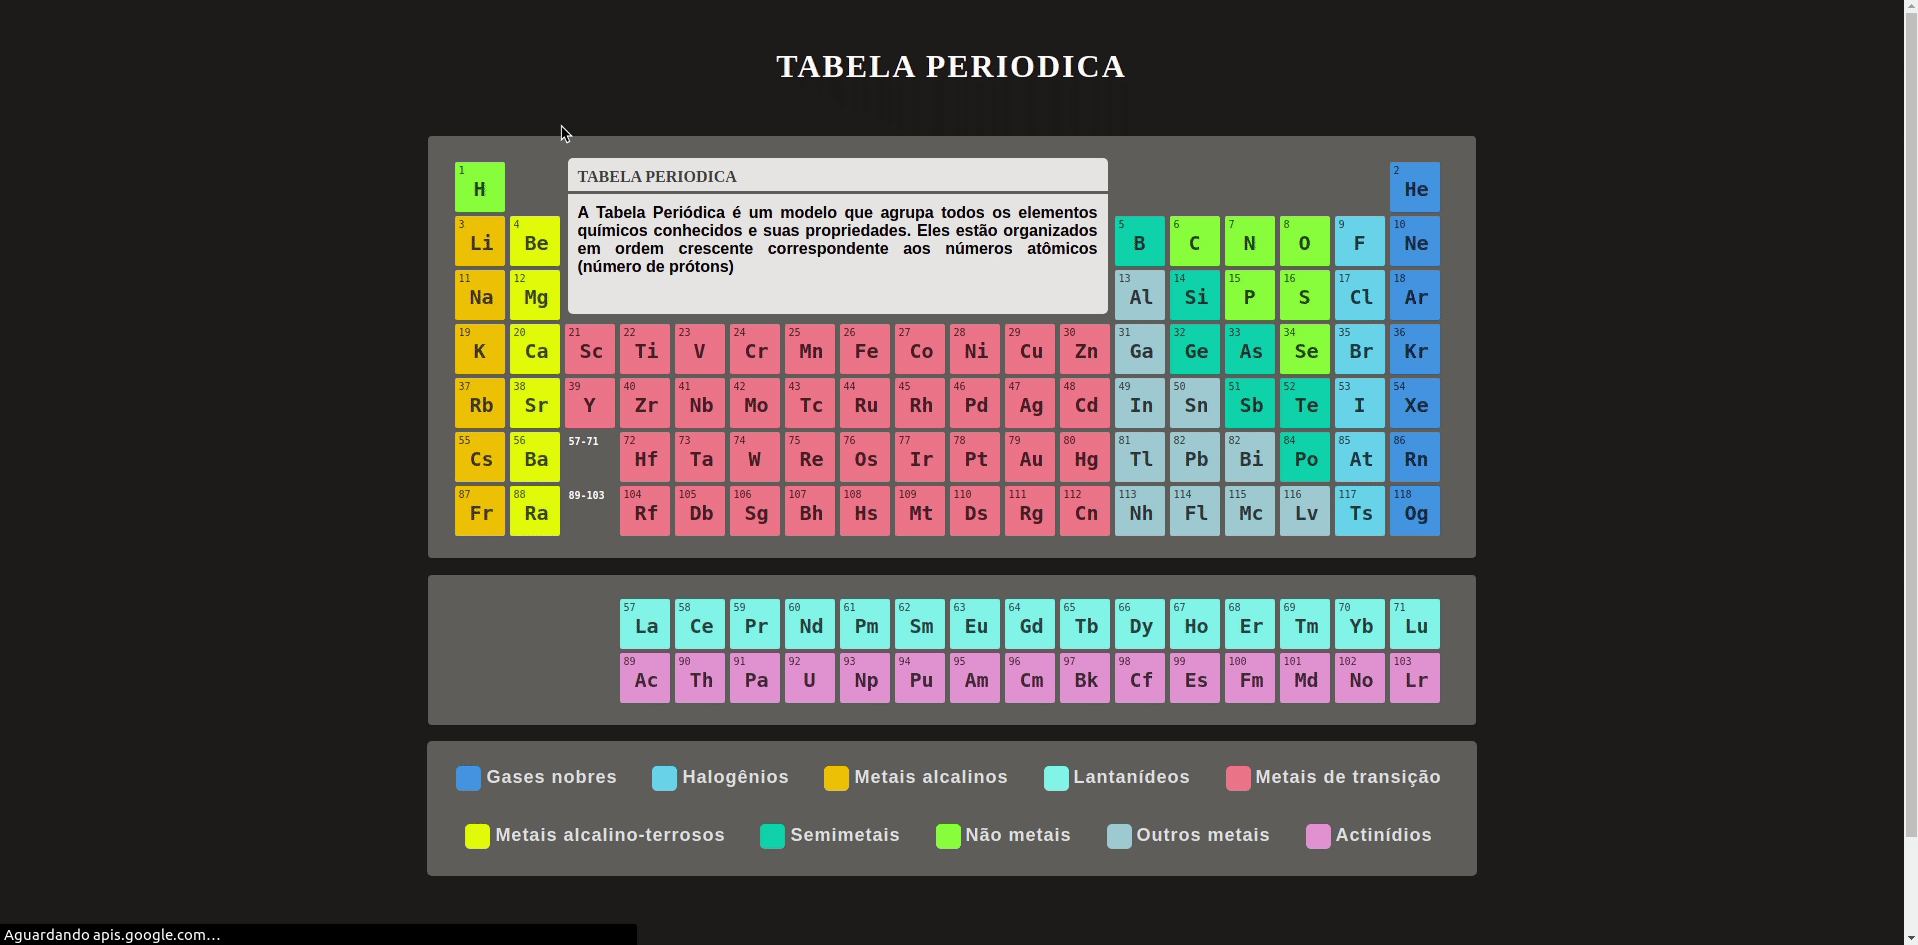 TABELA PERIODICA
TABELA PERIODICA
A Tabela Periódica é um modelo que agrupa todos os elementos
químicos conhecidos e suas propriedades. Eles estão organizados
em ordem crescente correspondente aos números atômicos
(número de prótons)
1 2
H He
3 4 5 6 7 8 9 10
Li Be B C N O F Ne
11 12 13 14 15 16 17 18
Na Mg Al Si P S Cl Ar
19 20 21 22 23 24 25 26 27 28 29 30 31 32 33 34 35 36
K Ca Sc Ti V Cr Mn Fe Co Ni Cu Zn Ga Ge As Se Br Kr
37 38 39 40 41 42 43 44 45 46 47 48 49 50 51 52 53 54
Rb Sr Y Zr Nb Mo Tc Ru Rh Pd Ag Cd In Sn Sb Te I Xe
55 56 57-71 72 73 74 75 76 77 78 79 80 81 82 82 84 85 86
Cs Ba Hf Ta W Re Os Ir Pt Au Hg Tl Pb Bi Po At Rn
87 88 89-103 104 105 106 107 108 109 110 111 112 113 114 115 116 117 118
Fr Ra Rf Db Sg Bh Hs Mt Ds Rg Cn Nh Fl Mc Lv Ts Og
57 58 59 60 61 62 63 64 65 66 67 68 69 70 71
La Ce Pr Nd Pm Sm Eu Gd Tb Dy Ho Er Tm Yb Lu
89 90 91 92 93 94 95 96 97 98 99 100 101 102 103
Ac Th Pa U Np Pu Am Cm Bk Cf Es Fm Md No Lr
Gases nobres Halogênios Metais alcalinos Lantanídeos Metais de transição
Metais alcalino-terrosos Semimetais Não metais Outros metais Actinídios
Aguardando apis.google.com…